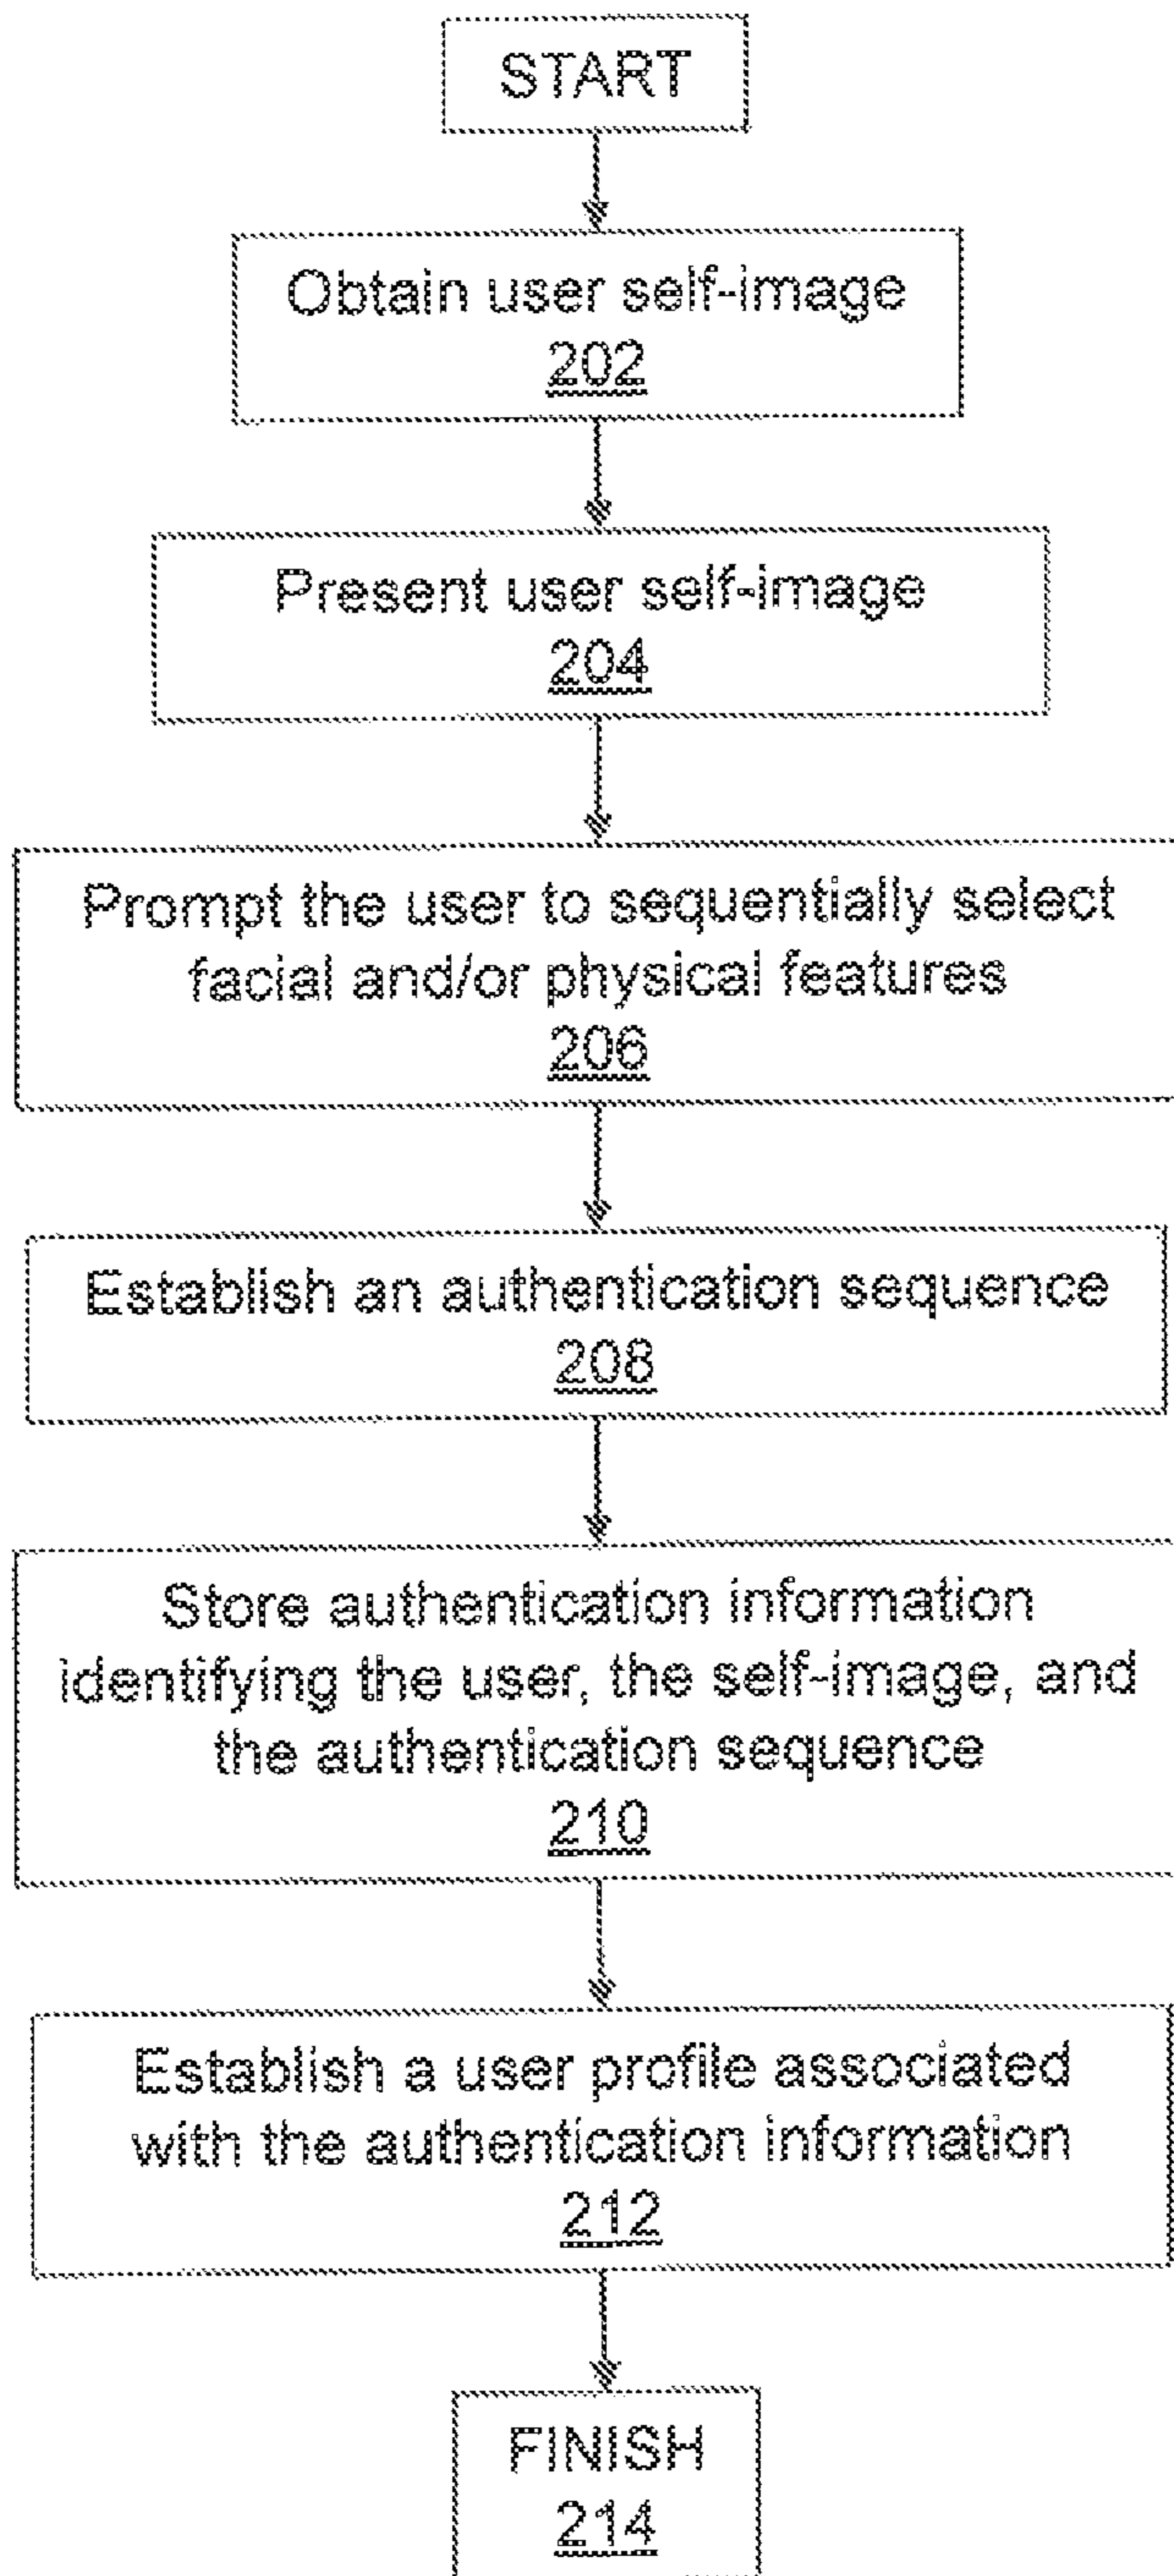 START
Obtain user self-image
202
Present user self-image
204
Prompt the user to sequentially select
facial and/or physical features
206
Establish an authentication sequence
208
Store authentication information
identifying the user, the self-image, and
the authentication sequence
210
Establish a user profile associated
with the authentication information
212
FINISH
214